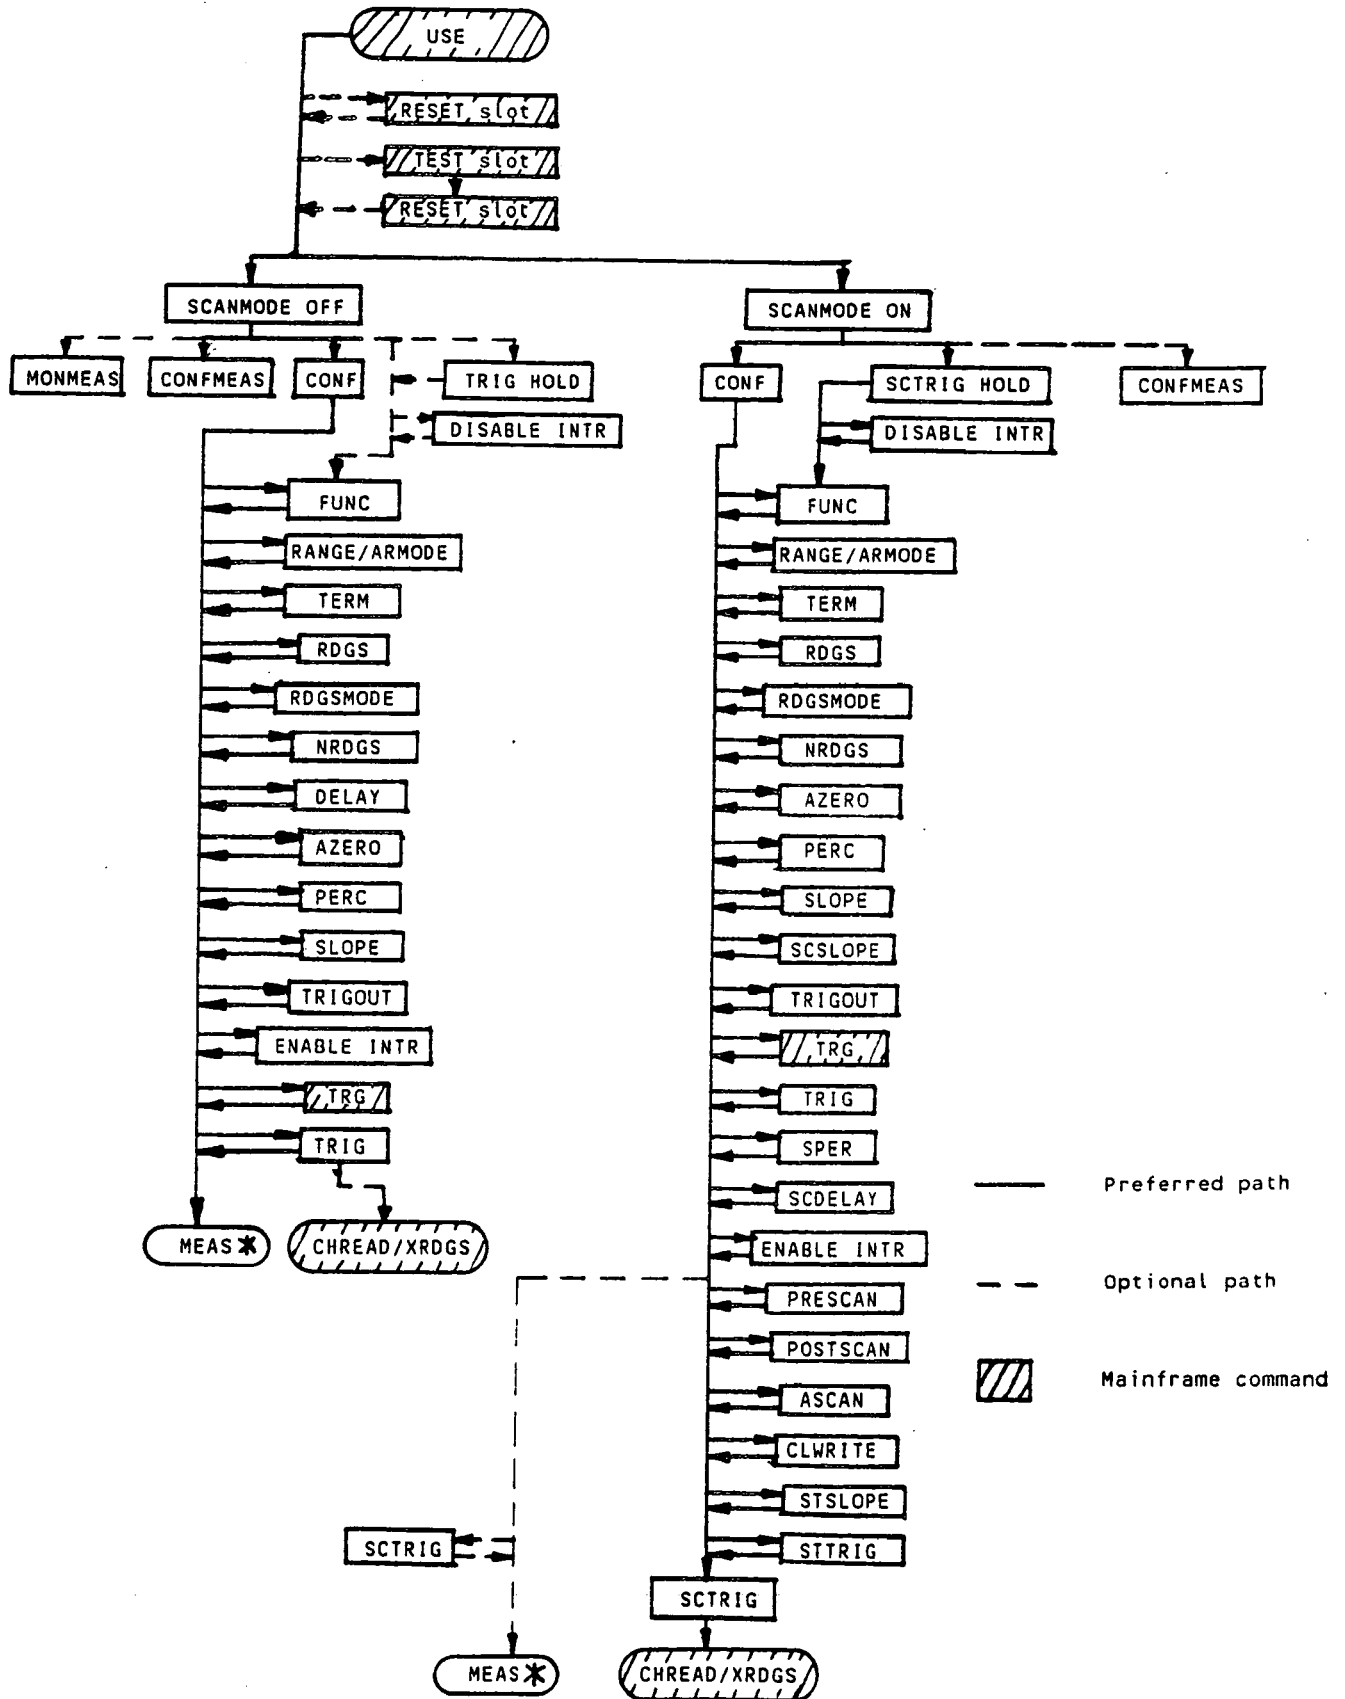 USE
RESET slot
TEST slot
RESET slot
SCANMODE OFF
SCANMODE ON
MONMEAS
CONFMEAS
CONF
TRIG HOLD
DISABLE INTR
CONF
SCTRIG HOLD
CONFMEAS
DISABLE INTR
FUNC
RANGE/ARMODE
TERM
RDGS
RDGSMODE
NRDGS
DELAY
AZERO
PERC
SLOPE
TRIGOUT
ENABLE INTR
TRG
TRIG
MEAS*
CHREAD/XRDGS
FUNC
RANGE/ARMODE
TERM
RDGS
RDGSMODE
NRDGS
AZERO
PERC
SLOPE
SCSLOPE
TRIGOUT
TRG
TRIG
SPER
SCDELAY
ENABLE INTR
PRESCAN
POSTSCAN
ASCAN
CLWRITE
STSLOPE
STTRIG
SCTRIG
SCTRIG
MEAS*
CHREAD/XRDGS
Preferred path
Optional path
Mainframe command